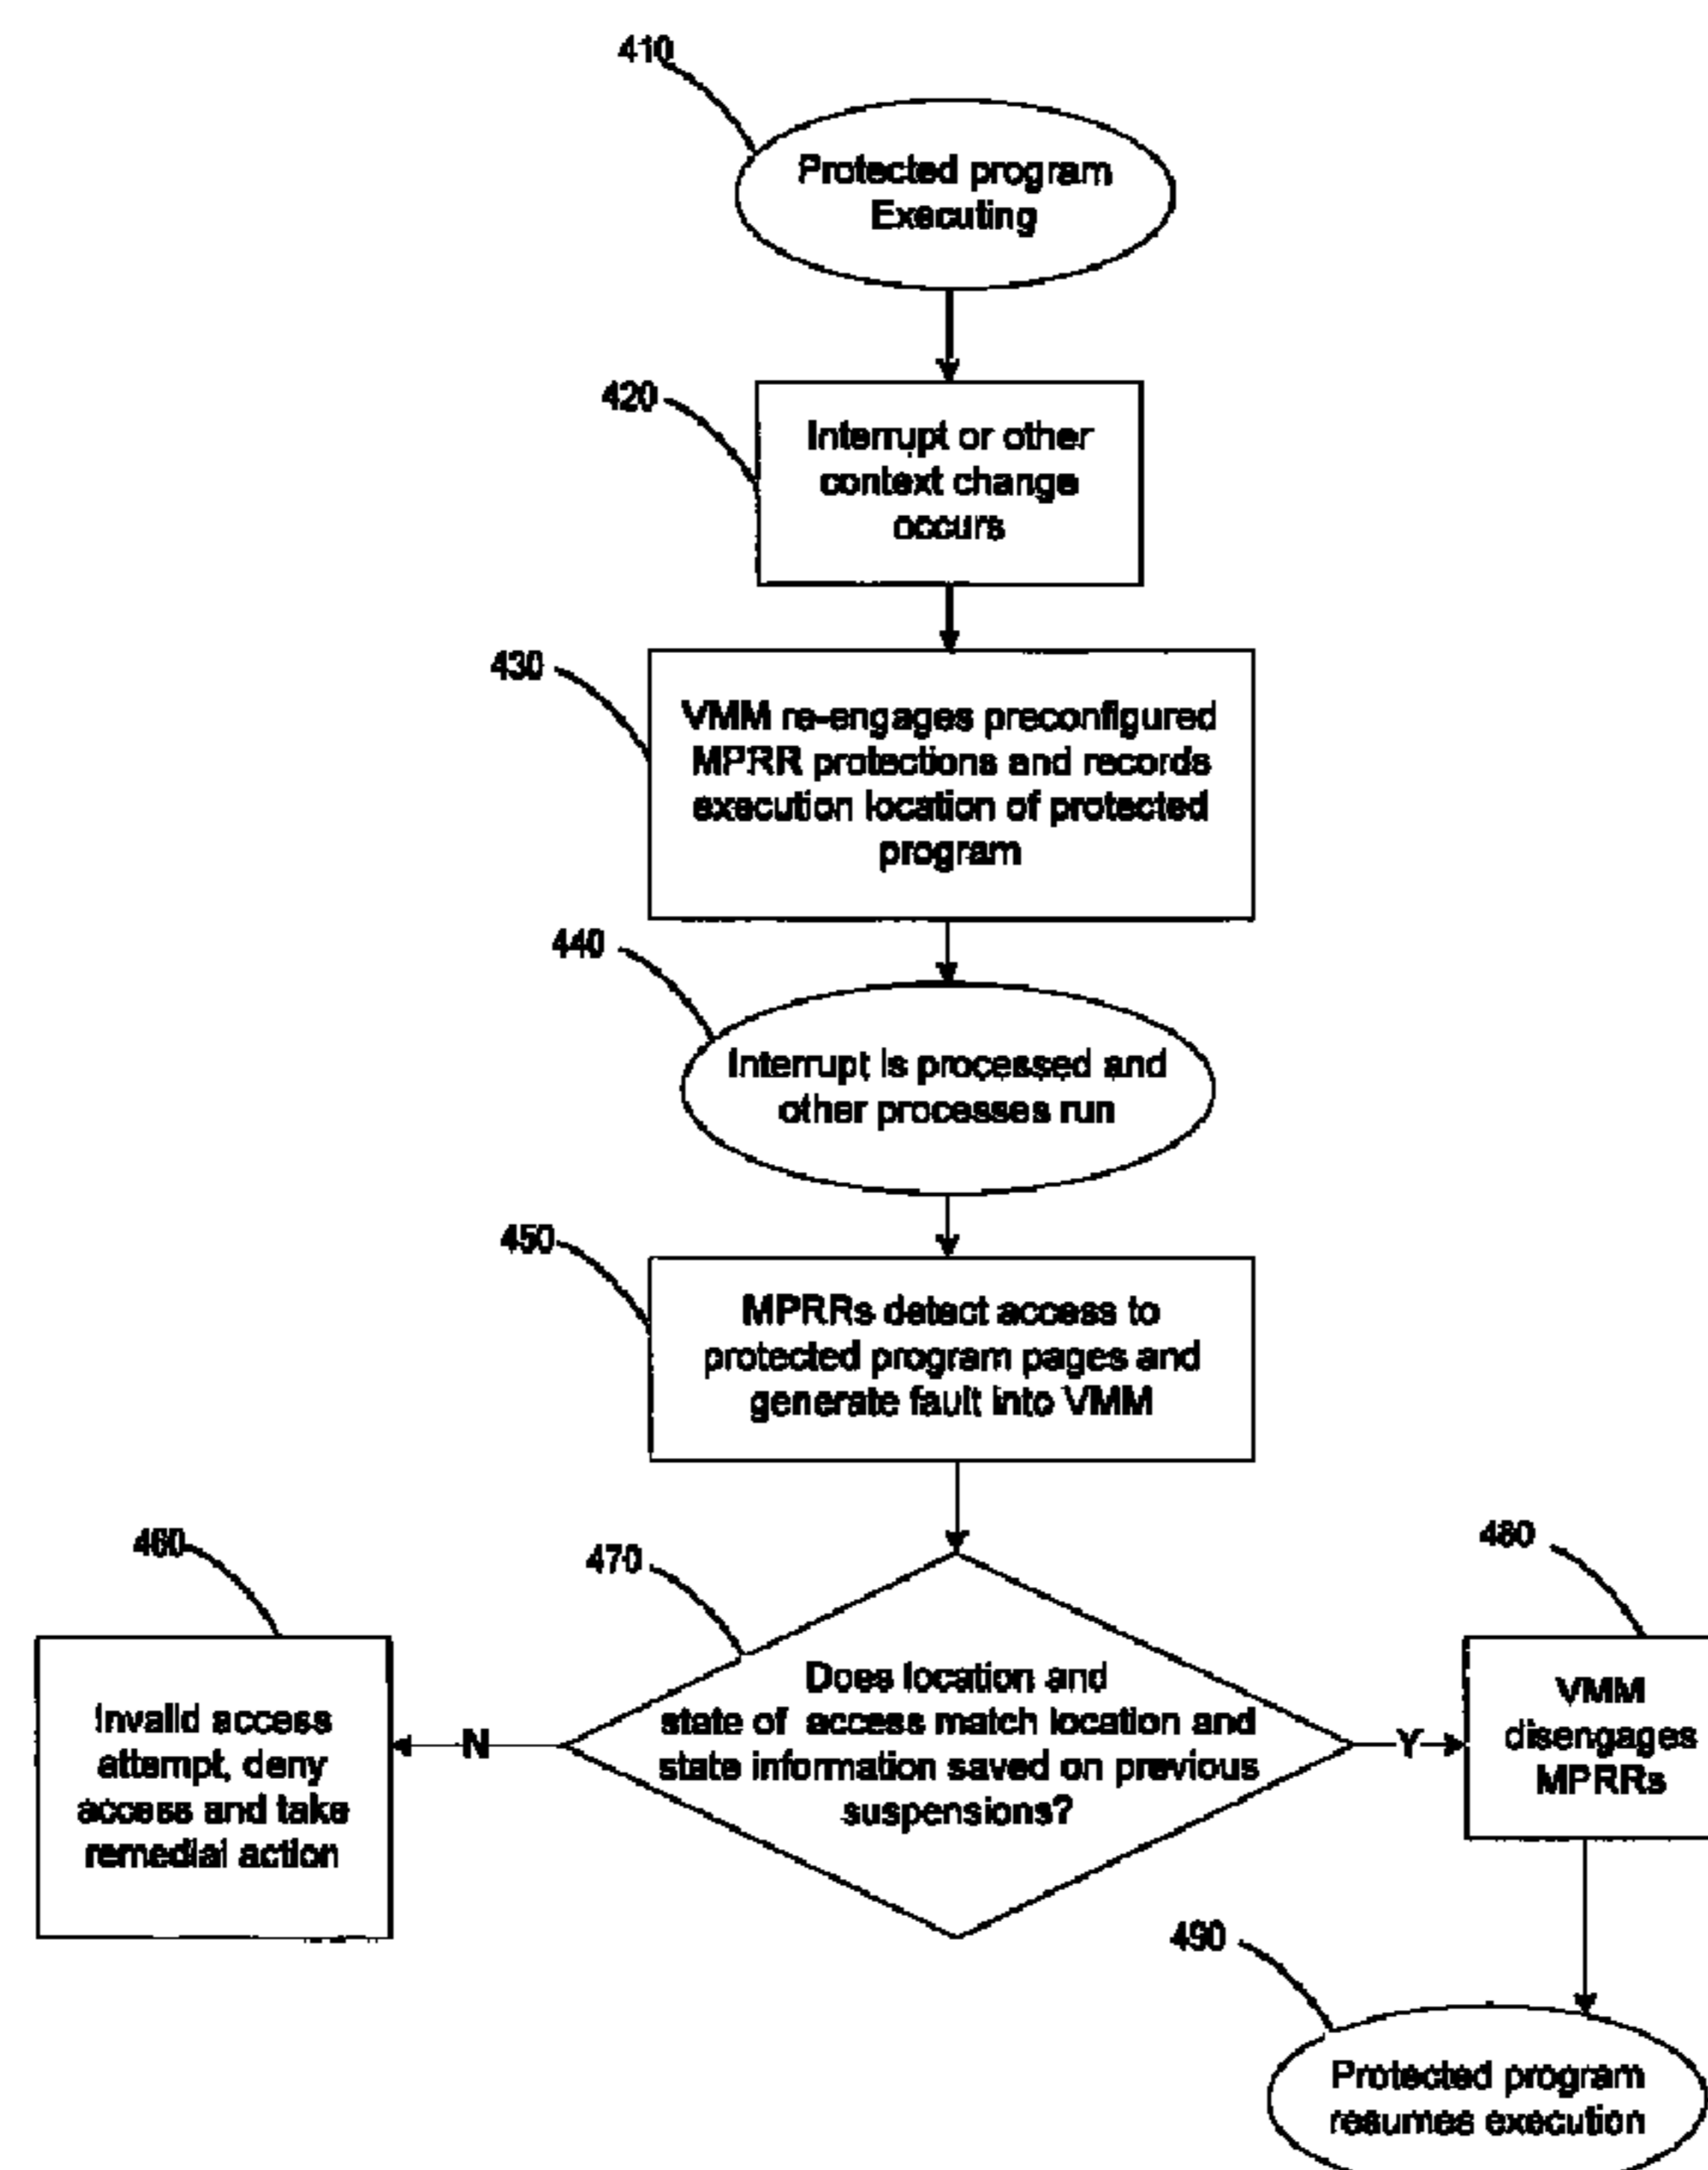 410
Protected program
Executing
420
Interrupt or other
context change
occurs
430
VMM re-engages preconfigured
MPRR protections and records
execution location of protected
program
440
Interrupt is processed and
other processes run
450
MPRRs detect access to
protected program pages and
generate fault into VMM
460
470
480
Invalid access
attempt, deny
access and take
remedial action
N
Does location and
state of access match location and
state information saved on previous
suspensions?
Y
VMM
disengages
MPRRs
490
Protected program
resumes execution